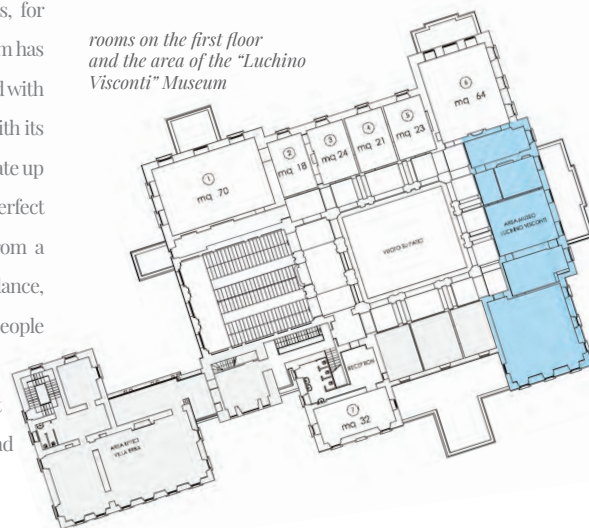 s, for
m has
d with
ith its
ate up
erfect
rom a
lance,
eople
nd
rooms on the first floor
and the area of the “Luchino
Visconti” Museum
1
mq 70
2
mq 18
3
mq 24
4
mq 21
5
mq 23
6
mq 64
AREA MUSEO
LUCHINO VISCONTI
VUOTO SU PATIO
RECEPTION
7
mq 32
AREA UFFICI
VILLA ERBA